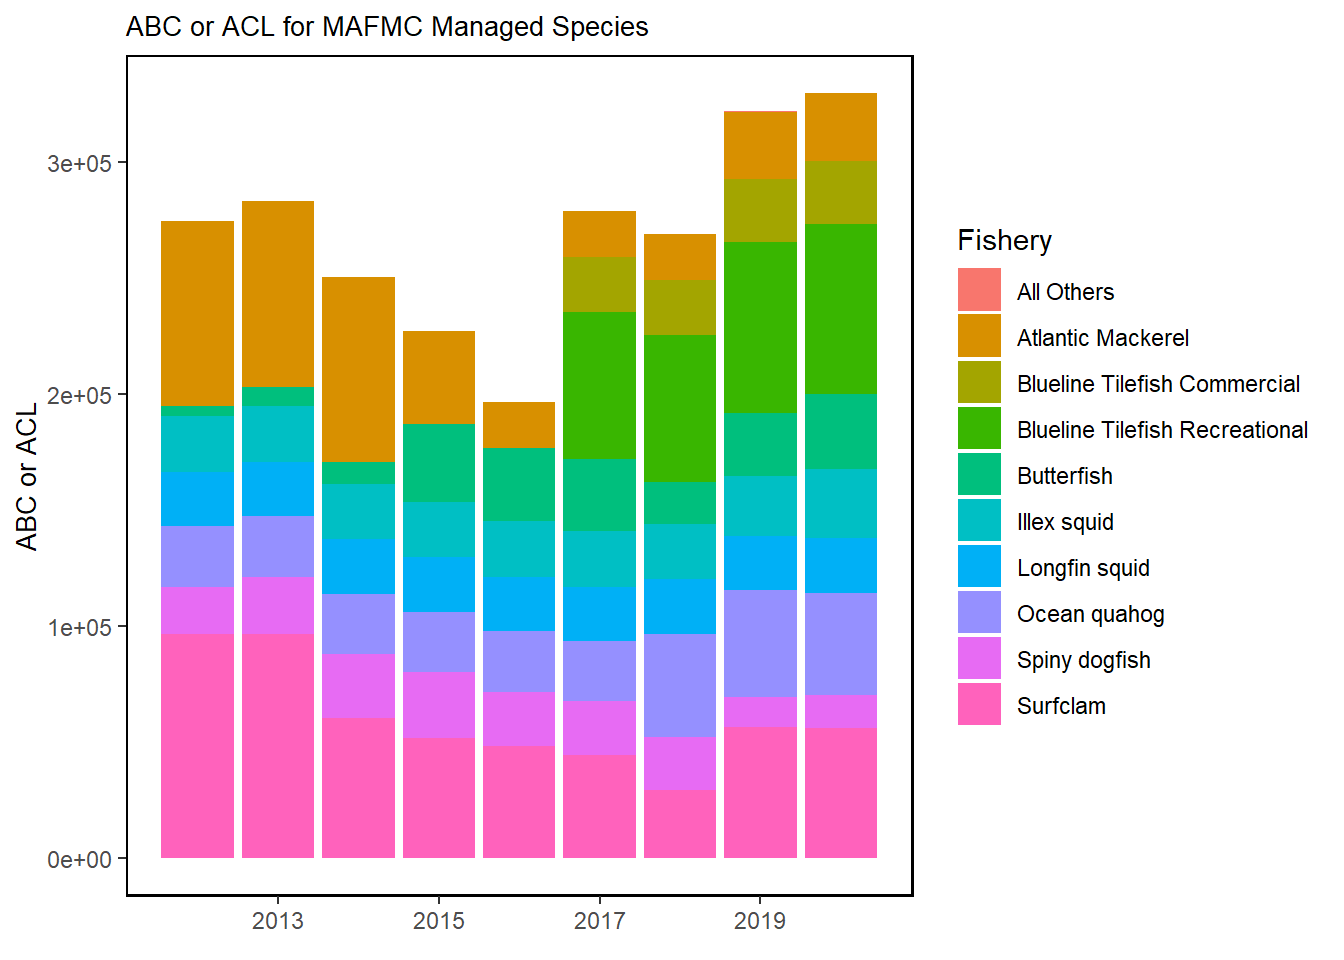 ABC or ACL for MAFMC Managed Species
3e+05
2e+05
1e+05
0e+00
ABC or ACL
2013
2015
2017
2019
Fishery
All Others
Atlantic Mackerel
Blueline Tilefish Commercial
Blueline Tilefish Recreational
Butterfish
Illex squid
Longfin squid
Ocean quahog
Spiny dogfish
Surfclam